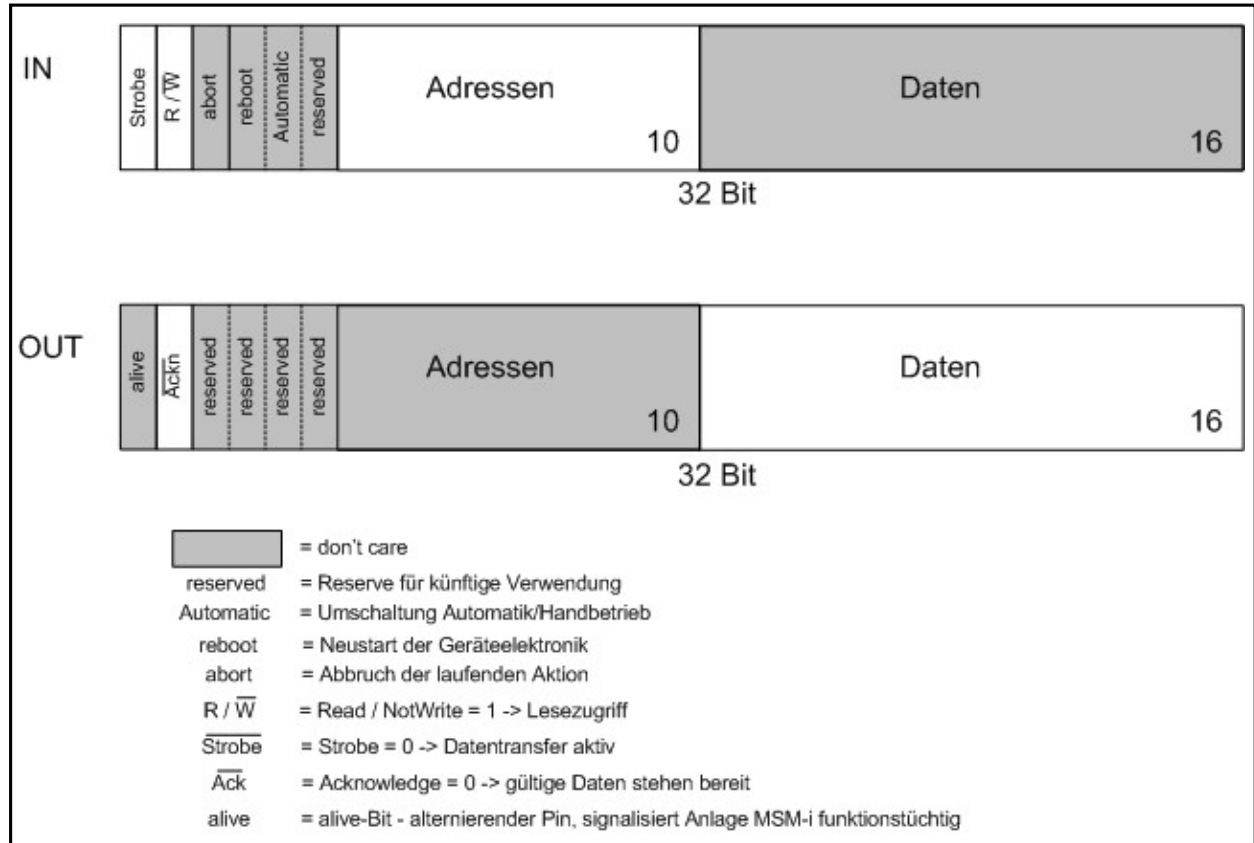 IN
Strobe
R / W̅
abort
reboot
Automatic
reserved
Adressen
10
Daten
16
32 Bit
OUT
alive
A̅c̅k̅n̅
reserved
reserved
reserved
reserved
Adressen
10
Daten
16
32 Bit
= don't care
reserved = Reserve für künftige Verwendung
Automatic = Umschaltung Automatik/Handbetrieb
reboot = Neustart der Geräteelektronik
abort = Abbruch der laufenden Aktion
R / W̅ = Read / NotWrite = 1 -> Lesezugriff
S̅t̅r̅o̅b̅e̅ = Strobe = 0 -> Datentransfer aktiv
A̅c̅k̅ = Acknowledge = 0 -> gültige Daten stehen bereit
alive = alive-Bit - alternierender Pin, signalisiert Anlage MSM-i funktionstüchtig